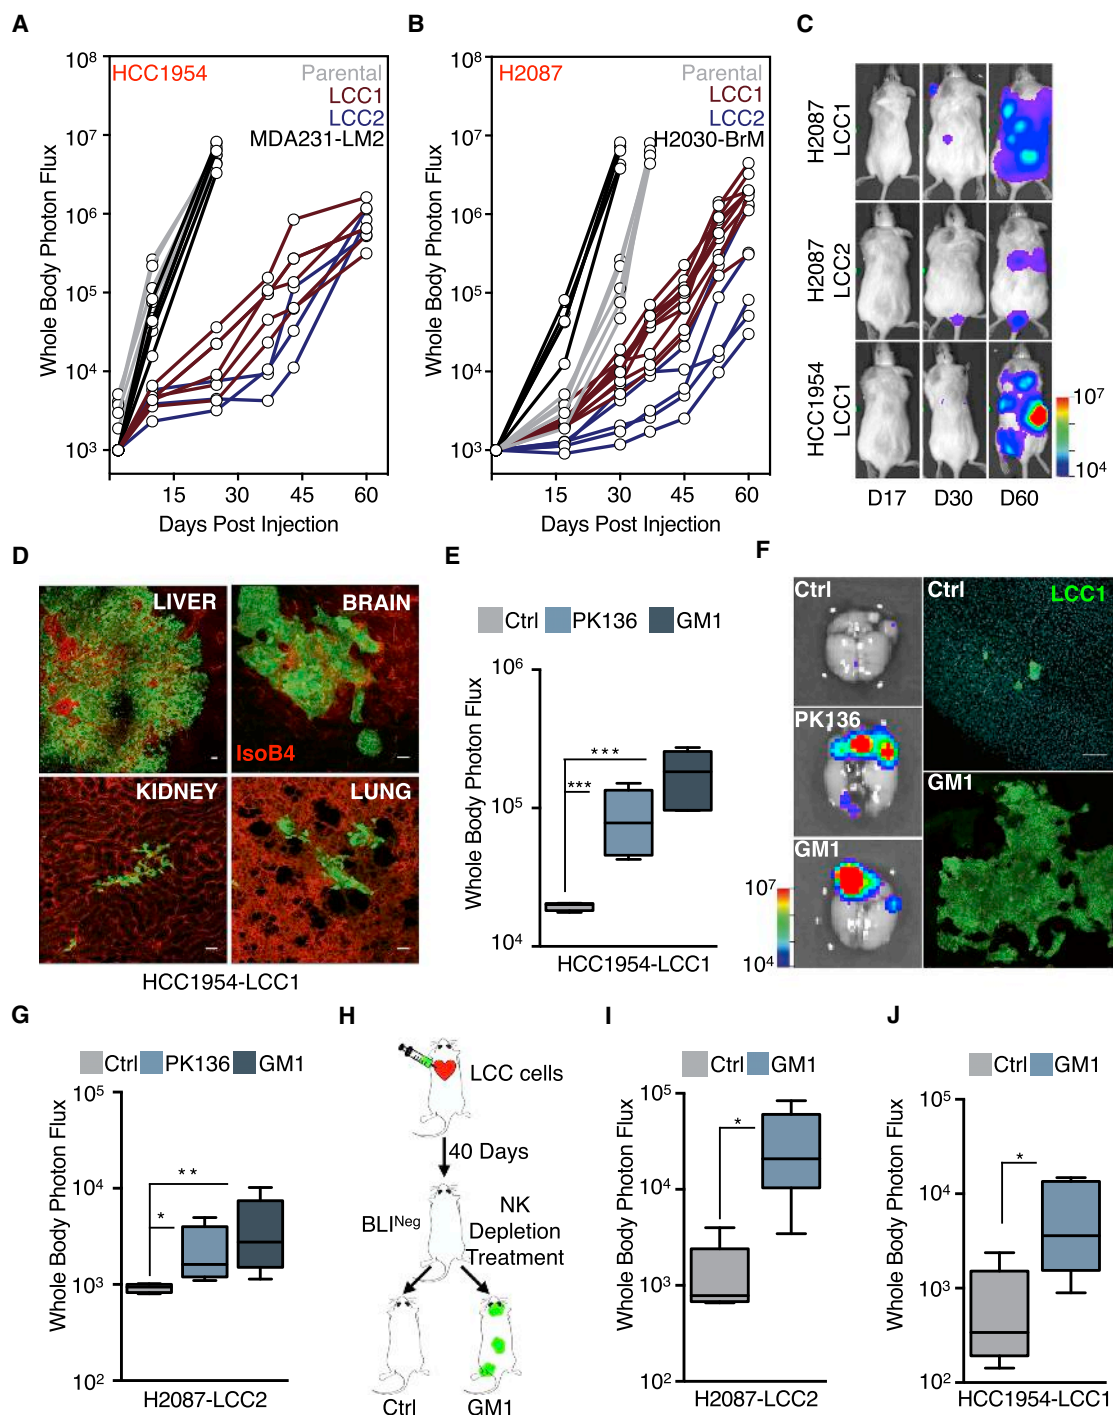 A
B
C
10⁸
10⁷
10⁶
10⁵
10⁴
10³
HCC1954
Parental
LCC1
LCC2
MDA231-LM2
Whole Body Photon Flux
15
30
45
60
Days Post Injection
10⁸
10⁷
10⁶
10⁵
10⁴
10³
H2087
Parental
LCC1
LCC2
H2030-BrM
Whole Body Photon Flux
15
30
45
60
Days Post Injection
H2087
LCC1
H2087
LCC2
HCC1954
LCC1
10⁷
10⁴
D17
D30
D60
D
E
F
LIVER
BRAIN
IsoB4
KIDNEY
LUNG
HCC1954-LCC1
Ctrl
PK136
GM1
10⁶
10⁵
10⁴
Whole Body Photon Flux
***
***
HCC1954-LCC1
Ctrl
PK136
GM1
10⁷
10⁴
Ctrl
LCC1
GM1
G
H
I
J
Ctrl
PK136
GM1
10⁵
10⁴
10³
10²
Whole Body Photon Flux
**
*
H2087-LCC2
LCC cells
40 Days
BLI^Neg
NK
Depletion
Treatment
Ctrl
GM1
Ctrl
GM1
10⁵
10⁴
10³
10²
Whole Body Photon Flux
*
H2087-LCC2
Ctrl
GM1
10⁵
10⁴
10³
10²
Whole Body Photon Flux
*
HCC1954-LCC1